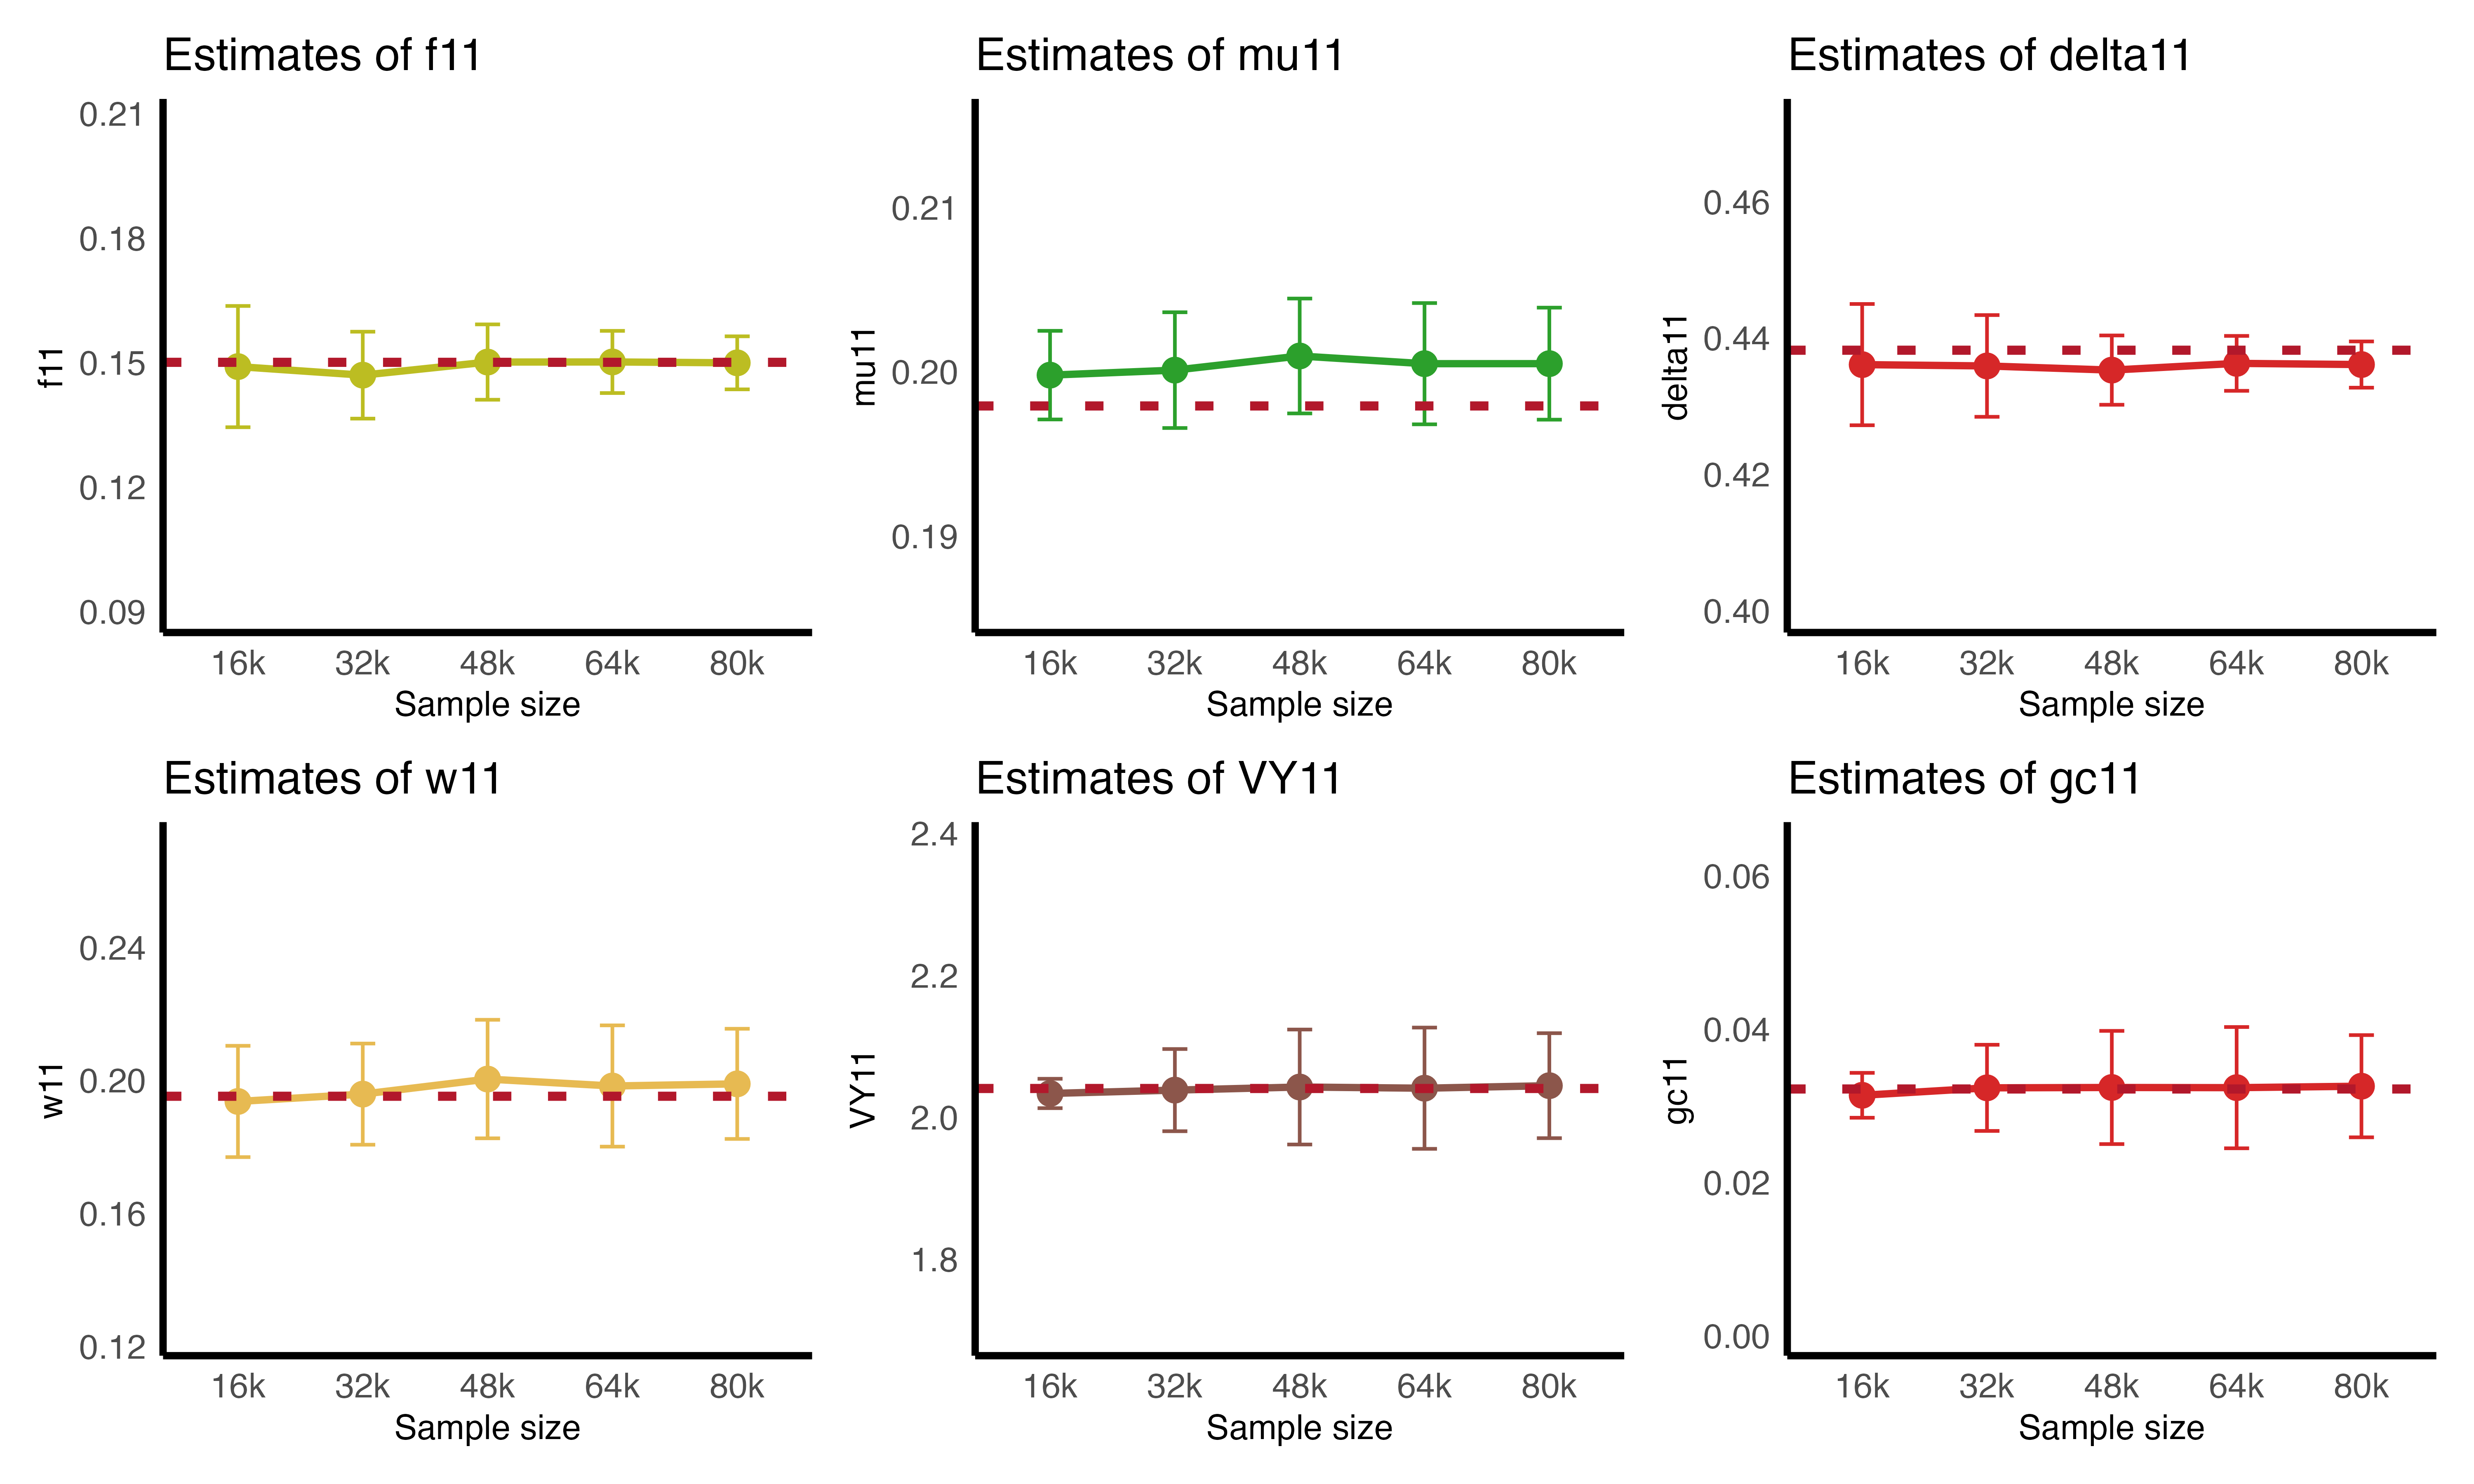 Estimates of f11
0.21
0.18
0.15
0.12
0.09
f11
16k 32k 48k 64k 80k
Sample size
Estimates of mu11
0.21
0.20
0.19
mu11
16k 32k 48k 64k 80k
Sample size
Estimates of delta11
0.46
0.44
0.42
0.40
delta11
16k 32k 48k 64k 80k
Sample size
Estimates of w11
0.24
0.20
0.16
0.12
w11
16k 32k 48k 64k 80k
Sample size
Estimates of VY11
2.4
2.2
2.0
1.8
VY11
16k 32k 48k 64k 80k
Sample size
Estimates of gc11
0.06
0.04
0.02
0.00
gc11
16k 32k 48k 64k 80k
Sample size